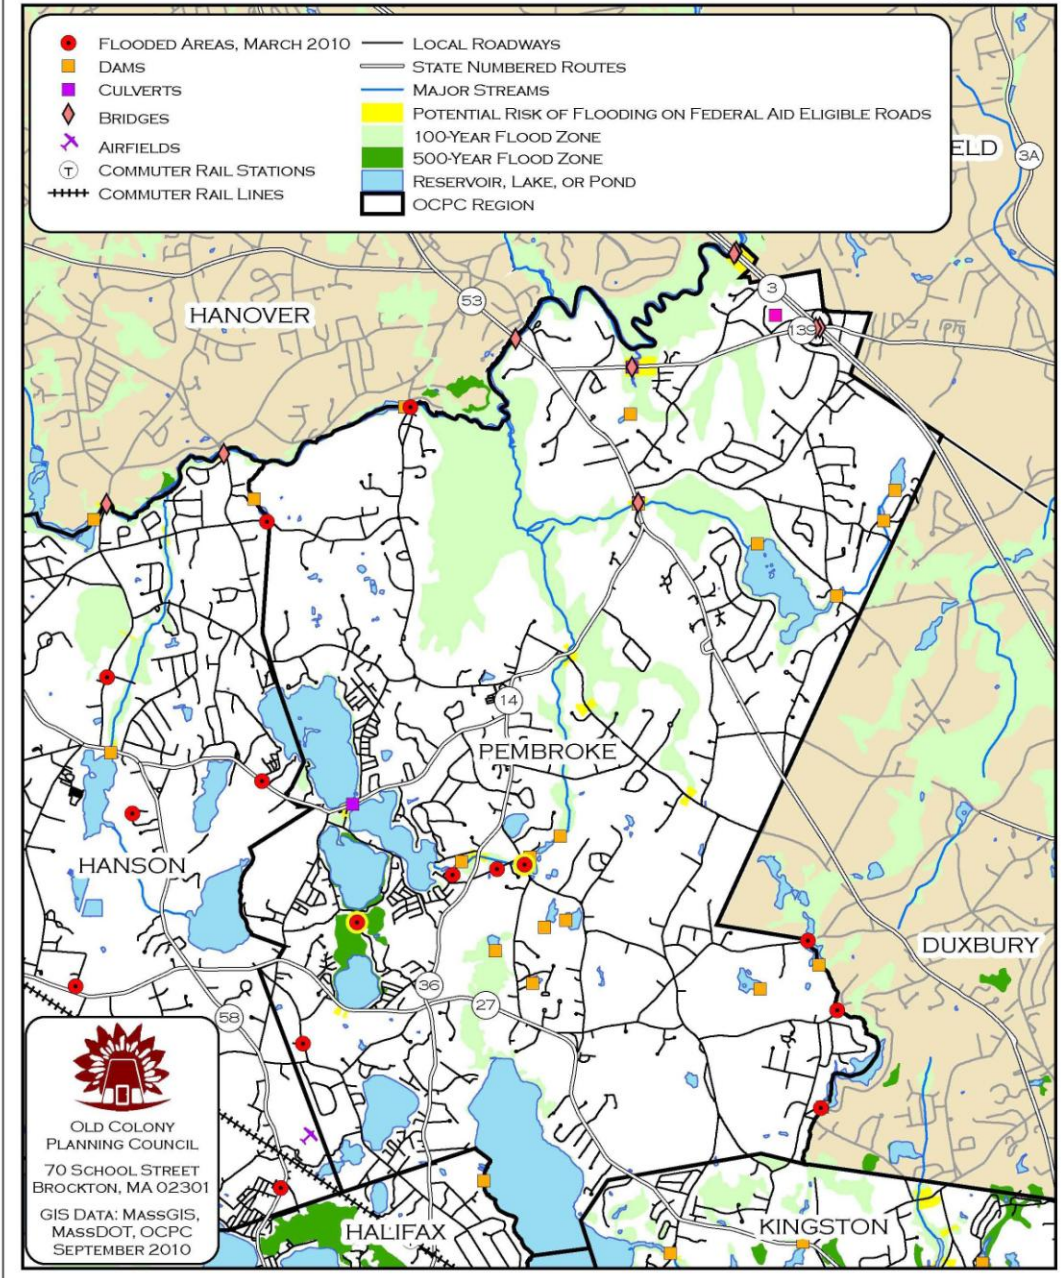 FLOODED AREAS, MARCH 2010
DAMS
CULVERTS
BRIDGES
AIRFIELDS
T COMMUTER RAIL STATIONS
COMMUTER RAIL LINES
LOCAL ROADWAYS
STATE NUMBERED ROUTES
MAJOR STREAMS
POTENTIAL RISK OF FLOODING ON FEDERAL AID ELIGIBLE ROADS
100-YEAR FLOOD ZONE
500-YEAR FLOOD ZONE
RESERVOIR, LAKE, OR POND
OCPC REGION
ELD
3A
3
53
HANOVER
139
14
PEMBROKE
HANSON
DUXBURY
36
27
58
OLD COLONY
PLANNING COUNCIL
70 SCHOOL STREET
BROCKTON, MA 02301
GIS DATA: MASSGIS,
MASSDOT, OCPC
SEPTEMBER 2010
HALIFAX
KINGSTON